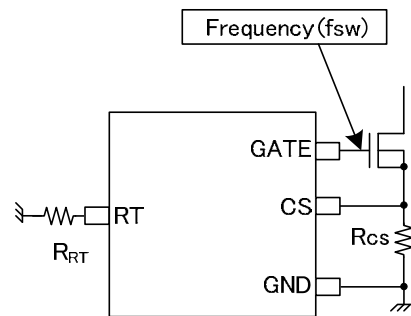 Frequency(fsw)
GATE
CS
RT
RRT
Rcs
GND